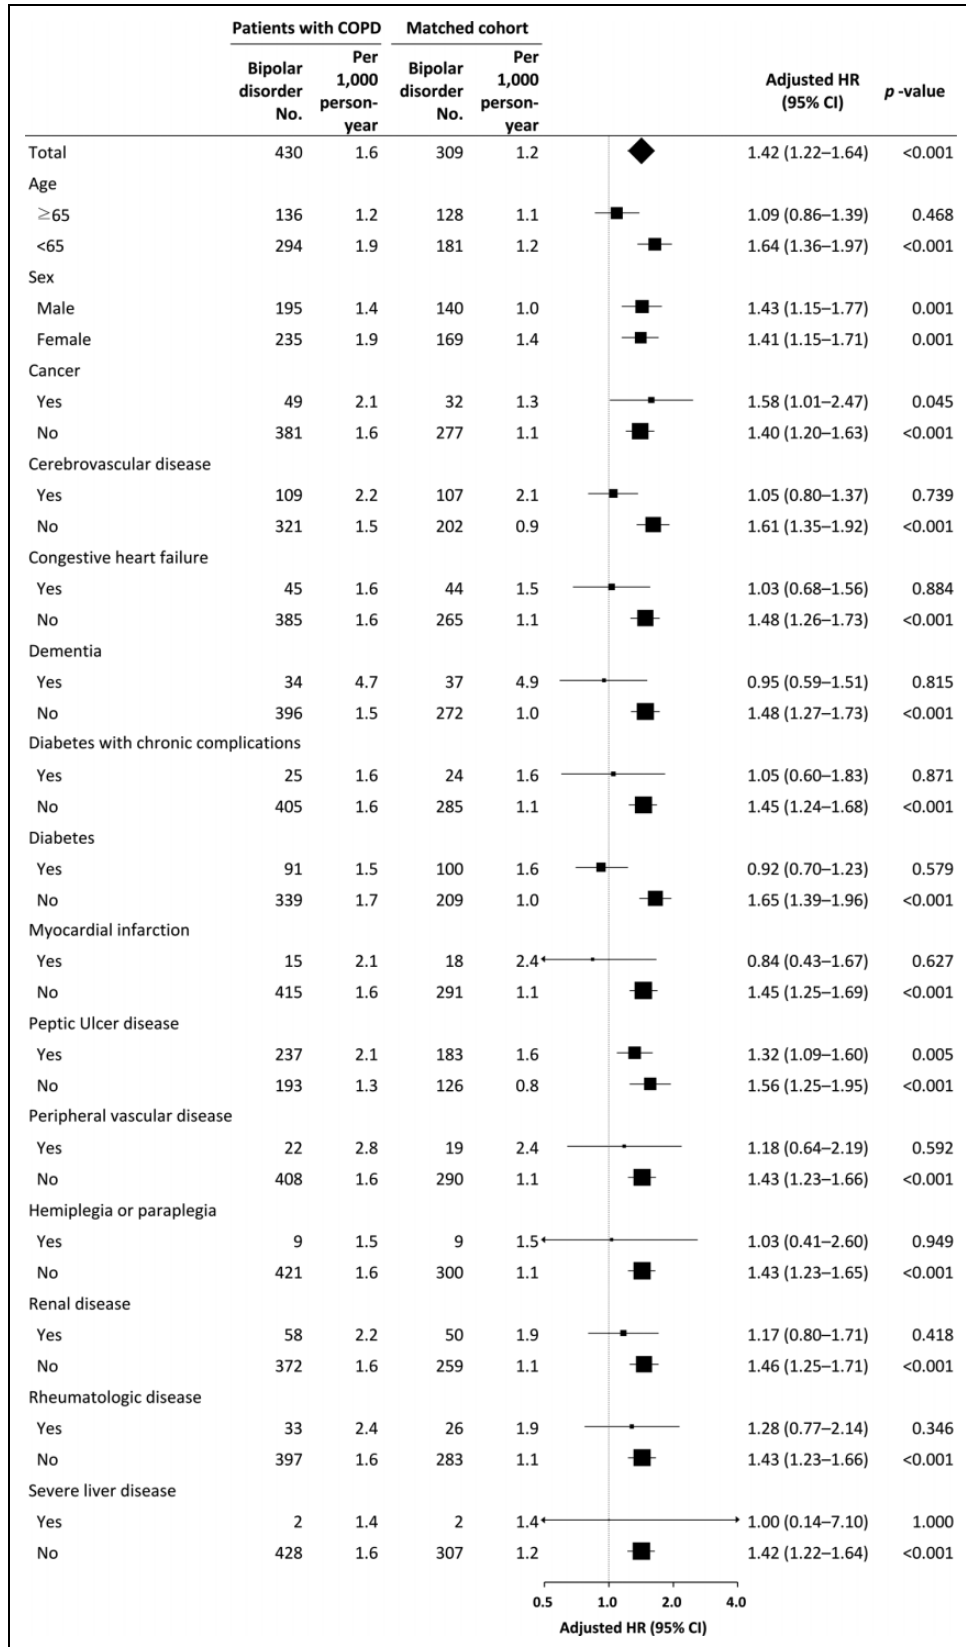 Patients with COPD Matched cohort
Bipolar disorder No. Per 1,000 person-year Bipolar disorder No. Per 1,000 person-year Adjusted HR (95% CI) p -value
Total 430 1.6 309 1.2 1.42 (1.22–1.64) <0.001
Age
≥65 136 1.2 128 1.1 1.09 (0.86–1.39) 0.468
<65 294 1.9 181 1.2 1.64 (1.36–1.97) <0.001
Sex
Male 195 1.4 140 1.0 1.43 (1.15–1.77) 0.001
Female 235 1.9 169 1.4 1.41 (1.15–1.71) 0.001
Cancer
Yes 49 2.1 32 1.3 1.58 (1.01–2.47) 0.045
No 381 1.6 277 1.1 1.40 (1.20–1.63) <0.001
Cerebrovascular disease
Yes 109 2.2 107 2.1 1.05 (0.80–1.37) 0.739
No 321 1.5 202 0.9 1.61 (1.35–1.92) <0.001
Congestive heart failure
Yes 45 1.6 44 1.5 1.03 (0.68–1.56) 0.884
No 385 1.6 265 1.1 1.48 (1.26–1.73) <0.001
Dementia
Yes 34 4.7 37 4.9 0.95 (0.59–1.51) 0.815
No 396 1.5 272 1.0 1.48 (1.27–1.73) <0.001
Diabetes with chronic complications
Yes 25 1.6 24 1.6 1.05 (0.60–1.83) 0.871
No 405 1.6 285 1.1 1.45 (1.24–1.68) <0.001
Diabetes
Yes 91 1.5 100 1.6 0.92 (0.70–1.23) 0.579
No 339 1.7 209 1.0 1.65 (1.39–1.96) <0.001
Myocardial infarction
Yes 15 2.1 18 2.4 0.84 (0.43–1.67) 0.627
No 415 1.6 291 1.1 1.45 (1.25–1.69) <0.001
Peptic Ulcer disease
Yes 237 2.1 183 1.6 1.32 (1.09–1.60) 0.005
No 193 1.3 126 0.8 1.56 (1.25–1.95) <0.001
Peripheral vascular disease
Yes 22 2.8 19 2.4 1.18 (0.64–2.19) 0.592
No 408 1.6 290 1.1 1.43 (1.23–1.66) <0.001
Hemiplegia or paraplegia
Yes 9 1.5 9 1.5 1.03 (0.41–2.60) 0.949
No 421 1.6 300 1.1 1.43 (1.23–1.65) <0.001
Renal disease
Yes 58 2.2 50 1.9 1.17 (0.80–1.71) 0.418
No 372 1.6 259 1.1 1.46 (1.25–1.71) <0.001
Rheumatologic disease
Yes 33 2.4 26 1.9 1.28 (0.77–2.14) 0.346
No 397 1.6 283 1.1 1.43 (1.23–1.66) <0.001
Severe liver disease
Yes 2 1.4 2 1.4 1.00 (0.14–7.10) 1.000
No 428 1.6 307 1.2 1.42 (1.22–1.64) <0.001
0.5 1.0 2.0 4.0
Adjusted HR (95% CI)